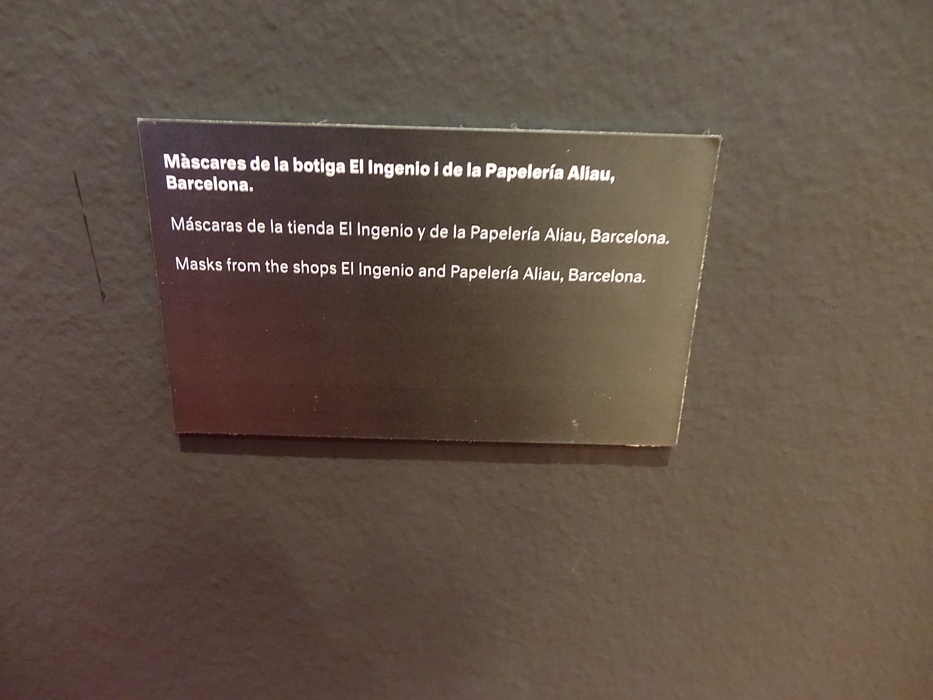 Màscares de la botiga El Ingenio i de la Papelería Aliau,
Barcelona.
Máscaras de la tienda El Ingenio y de la Papelería Aliau, Barcelona.
Masks from the shops El Ingenio and Papelería Aliau, Barcelona.